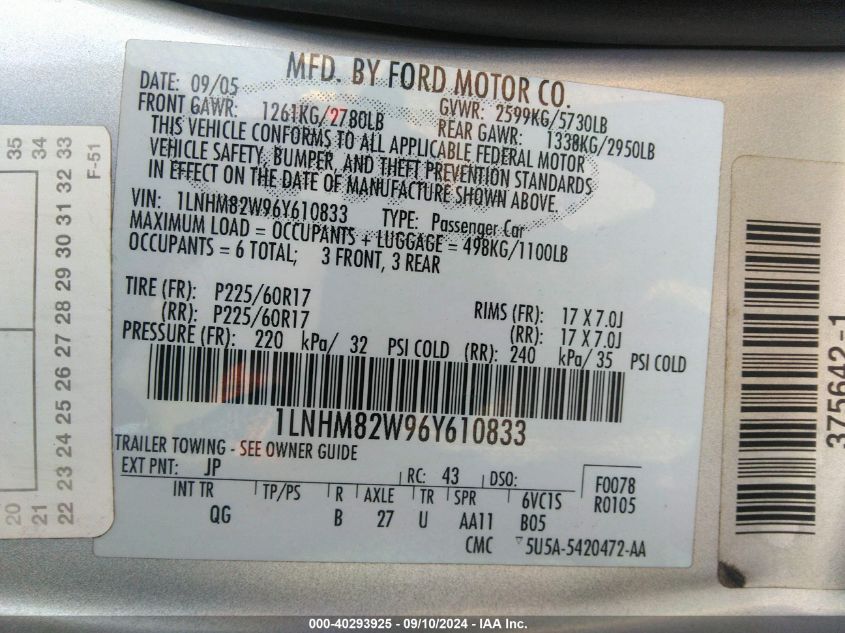 MFD. BY FORD MOTOR CO.
DATE: 09/05 GVWR: 2599KG/5730LB
FRONT GAWR: 1261KG/2780LB REAR GAWR: 1338KG/2950LB
THIS VEHICLE CONFORMS TO ALL APPLICABLE FEDERAL MOTOR
VEHICLE SAFETY, BUMPER, AND THEFT PREVENTION STANDARDS
IN EFFECT ON THE DATE OF MANUFACTURE SHOWN ABOVE.
VIN: 1LNHM82W96Y610833 TYPE: Passenger Car
MAXIMUM LOAD = OCCUPANTS + LUGGAGE = 498KG/1100LB
OCCUPANTS = 6 TOTAL; 3 FRONT, 3 REAR
TIRE (FR): P225/60R17 RIMS (FR): 17 X 7.0J
(RR): P225/60R17 (RR): 17 X 7.0J
PRESSURE (FR): 220 kPa/ 32 PSI COLD (RR): 240 kPa/ 35 PSI COLD
1LNHM82W96Y610833
TRAILER TOWING - SEE OWNER GUIDE
EXT PNT: JP RC: 43 DSO: F0078
INT TR TP/PS R AXLE TR SPR 6VC1S R0105
QG B 27 U AA11 B05
CMC ▽5U5A-5420472-AA
35 34 33 F-51
32
31
30
29
28
27
26
25
24
23
20 21 22
375642-1
000-40293925 - 09/10/2024 - IAA Inc.